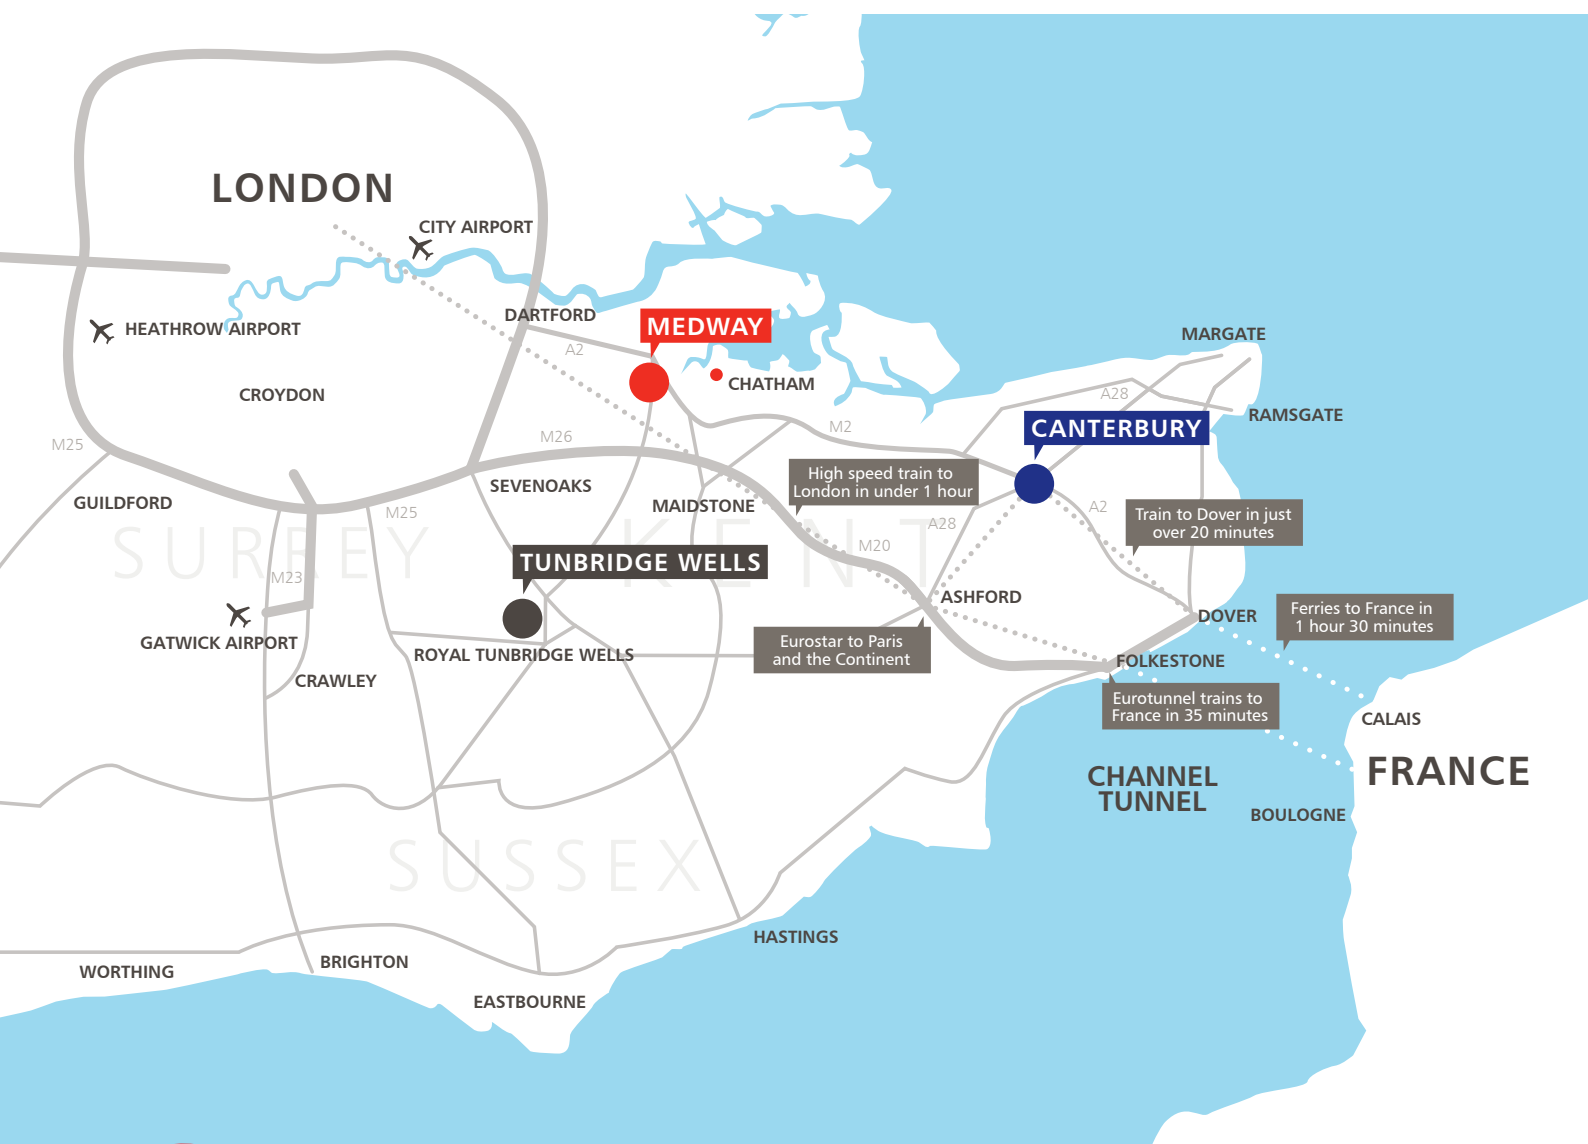 LONDON
CITY AIRPORT
HEATHROW AIRPORT
DARTFORD
MEDWAY
A2
MARGATE
CHATHAM
CROYDON
A28
RAMSGATE
CANTERBURY
M2
M25
M26
High speed train to
London in under 1 hour
SEVENOAKS
GUILDFORD
MAIDSTONE
M25
A2
Train to Dover in just
over 20 minutes
A28
SURREY
KENT
M20
TUNBRIDGE WELLS
M23
ASHFORD
DOVER
Ferries to France in
1 hour 30 minutes
GATWICK AIRPORT
Eurostar to Paris
and the Continent
ROYAL TUNBRIDGE WELLS
FOLKESTONE
CRAWLEY
Eurotunnel trains to
France in 35 minutes
CALAIS
FRANCE
CHANNEL
TUNNEL
BOULOGNE
SUSSEX
HASTINGS
BRIGHTON
WORTHING
EASTBOURNE